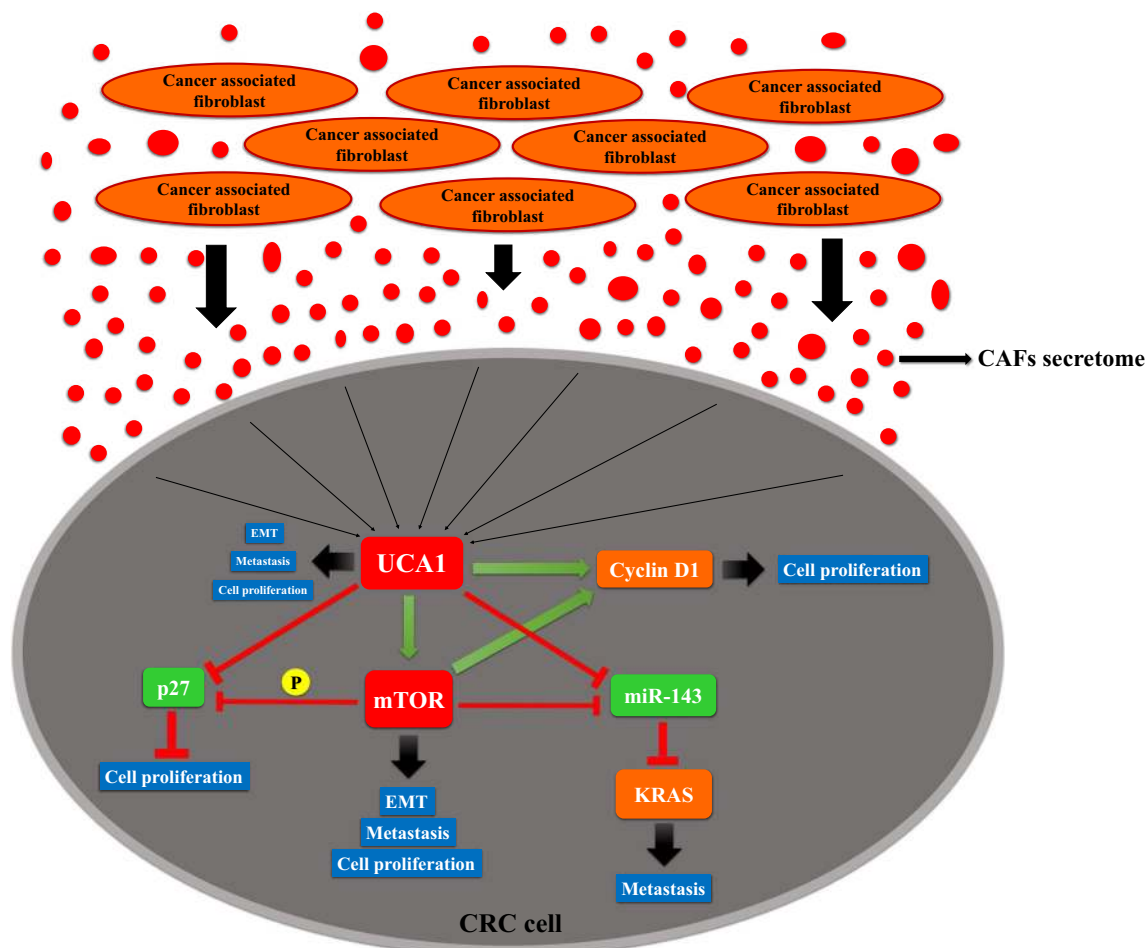 Cancer associated
fibroblast
Cancer associated
fibroblast
Cancer associated
fibroblast
Cancer associated
fibroblast
Cancer associated
fibroblast
Cancer associated
fibroblast
Cancer associated
fibroblast
Cancer associated
fibroblast
CAFs secretome
EMT
Metastasis
Cell proliferation
UCA1
Cyclin D1
Cell proliferation
p27
P
mTOR
miR-143
Cell proliferation
EMT
Metastasis
Cell proliferation
KRAS
Metastasis
CRC cell